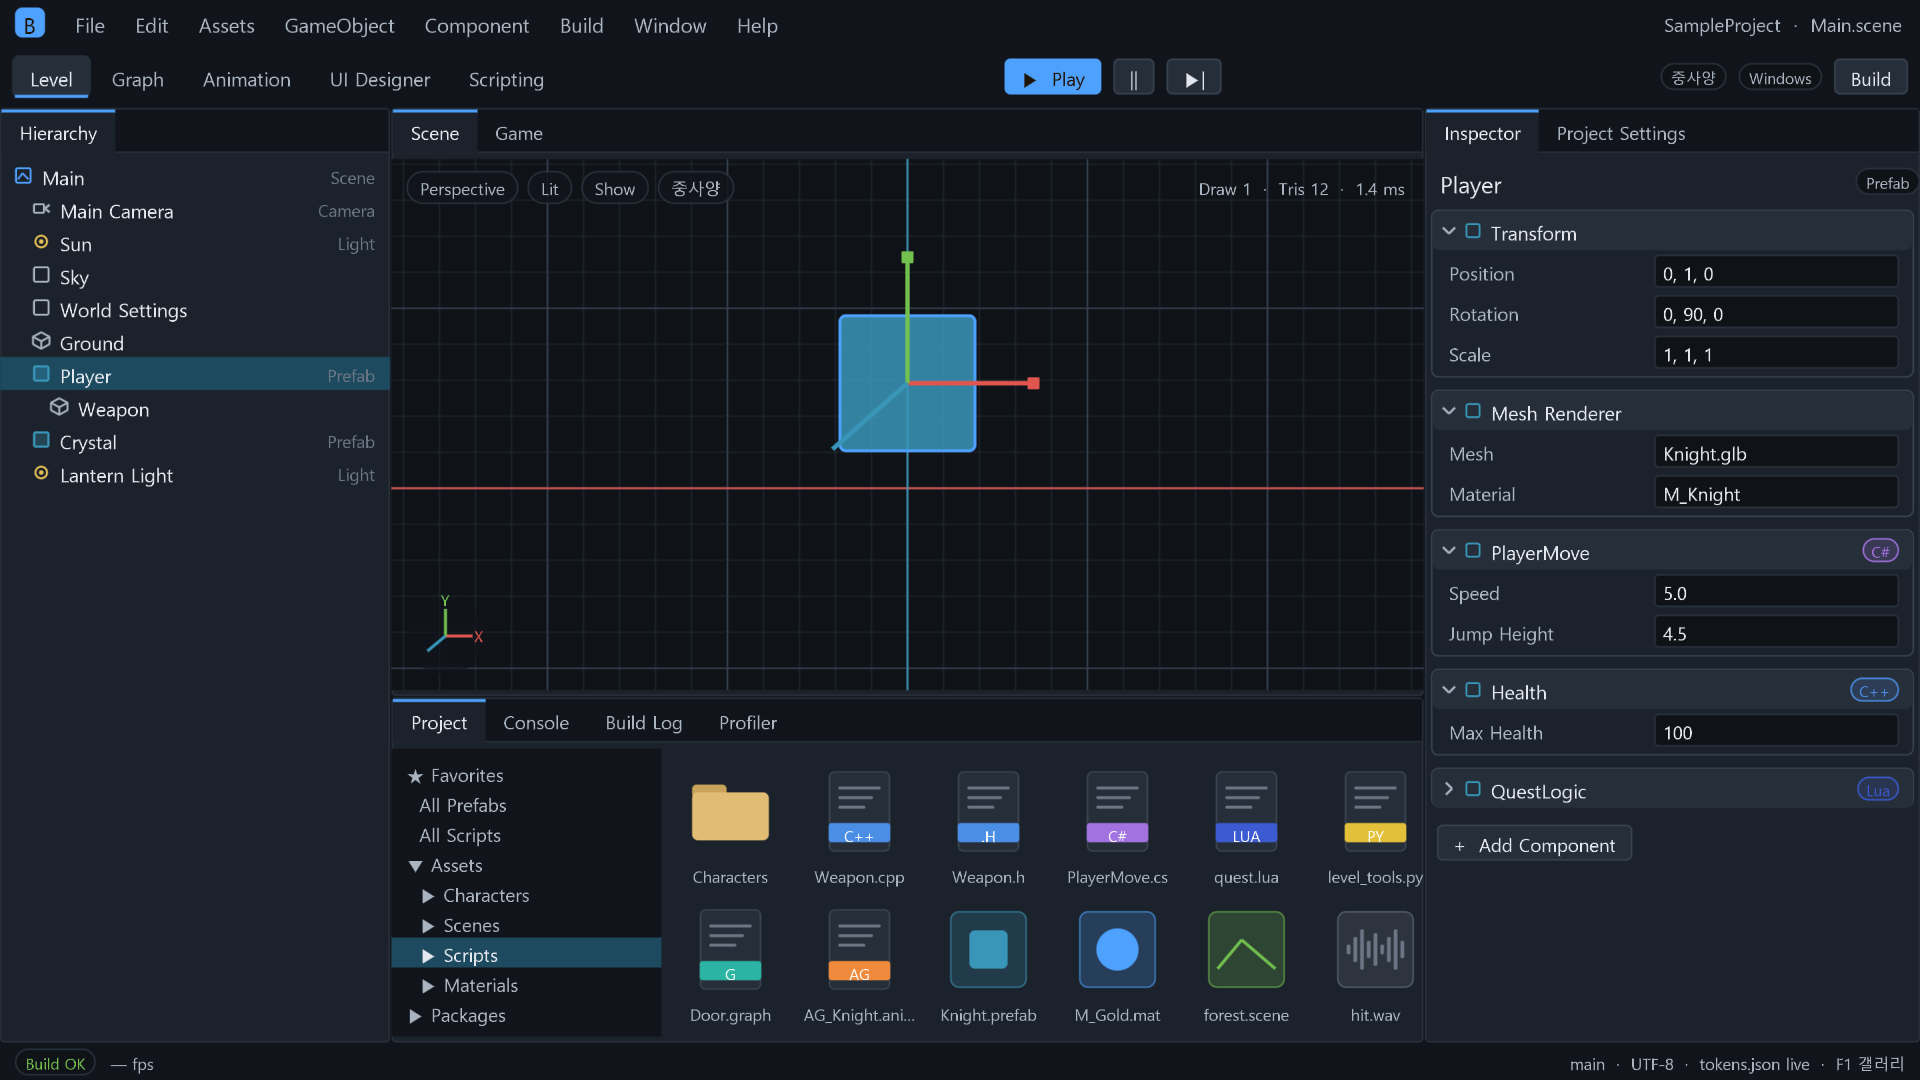 B File Edit Assets GameObject Component Build Window Help SampleProject · Main.scene
Level Graph Animation UI Designer Scripting Play 중사양 Windows Build
Hierarchy
Main Scene
Main Camera Camera
Sun Light
Sky
World Settings
Ground
Player Prefab
Weapon
Crystal Prefab
Lantern Light Light
Scene Game
Perspective Lit Show 중사양 Draw 1 · Tris 12 · 1.4 ms
Y
X
Project Console Build Log Profiler
★ Favorites
All Prefabs
All Scripts
▼ Assets
▶ Characters
▶ Scenes
▶ Scripts
▶ Materials
▶ Packages
C++ .H C# LUA PY
Characters Weapon.cpp Weapon.h PlayerMove.cs quest.lua level_tools.py
G AG
Door.graph AG_Knight.ani... Knight.prefab M_Gold.mat forest.scene hit.wav
Inspector Project Settings
Player Prefab
Transform
Position 0, 1, 0
Rotation 0, 90, 0
Scale 1, 1, 1
Mesh Renderer
Mesh Knight.glb
Material M_Knight
PlayerMove C#
Speed 5.0
Jump Height 4.5
Health C++
Max Health 100
QuestLogic Lua
+ Add Component
Build OK — fps main · UTF-8 · tokens.json live · F1 갤러리